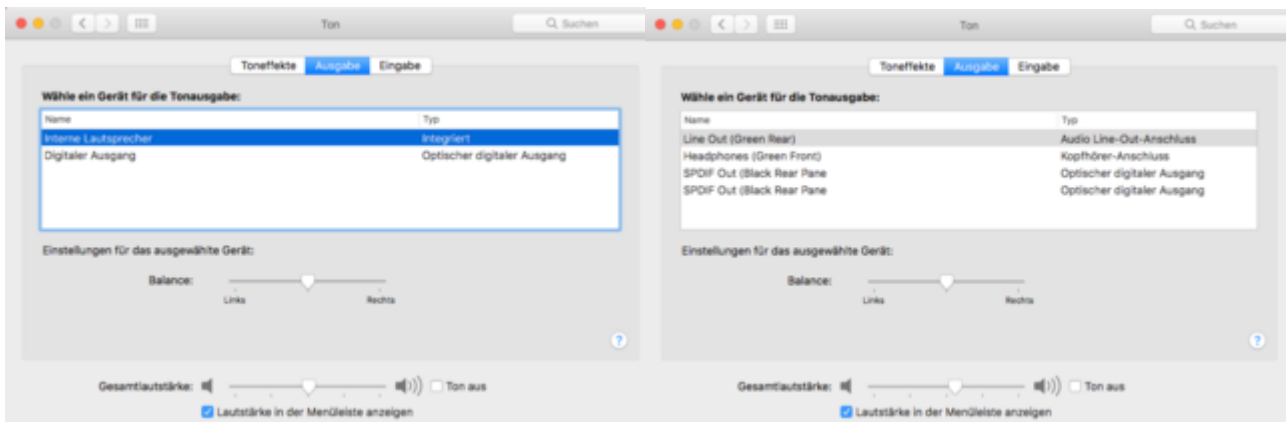 Ton
Suchen
Toneffekte Ausgabe Eingabe
Wähle ein Gerät für die Tonausgabe:
Name Typ
Interne Lautsprecher Integriert
Digitaler Ausgang Optischer digitaler Ausgang
Einstellungen für das ausgewählte Gerät:
Balance:
Links Rechts
?
Gesamtlautstärke: Ton aus
Lautstärke in der Menüleiste anzeigen
Ton
Suchen
Toneffekte Ausgabe Eingabe
Wähle ein Gerät für die Tonausgabe:
Name Typ
Line Out (Green Rear) Audio Line-Out-Anschluss
Headphones (Green Front) Kopfhörer-Anschluss
SPDIF Out (Black Rear Pane Optischer digitaler Ausgang
SPDIF Out (Black Rear Pane Optischer digitaler Ausgang
Einstellungen für das ausgewählte Gerät:
Balance:
Links Rechts
?
Gesamtlautstärke: Ton aus
Lautstärke in der Menüleiste anzeigen